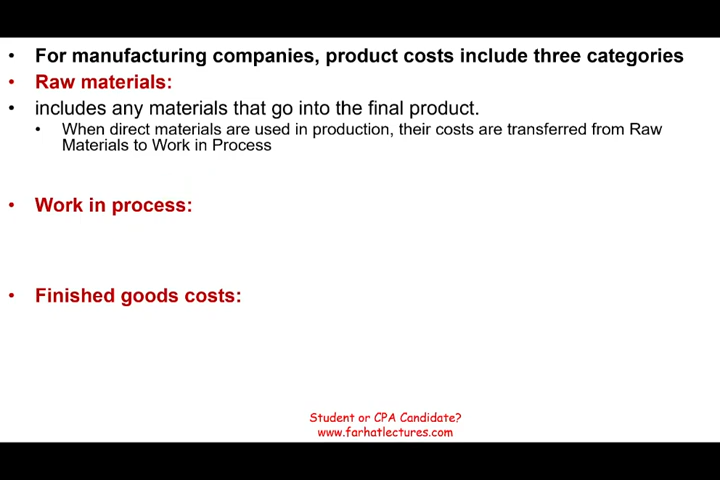 • For manufacturing companies, product costs include three categories
• Raw materials:
• includes any materials that go into the final product.
• When direct materials are used in production, their costs are transferred from Raw
Materials to Work in Process
• Work in process:
• Finished goods costs:
Student or CPA Candidate?
www.farhatlectures.com